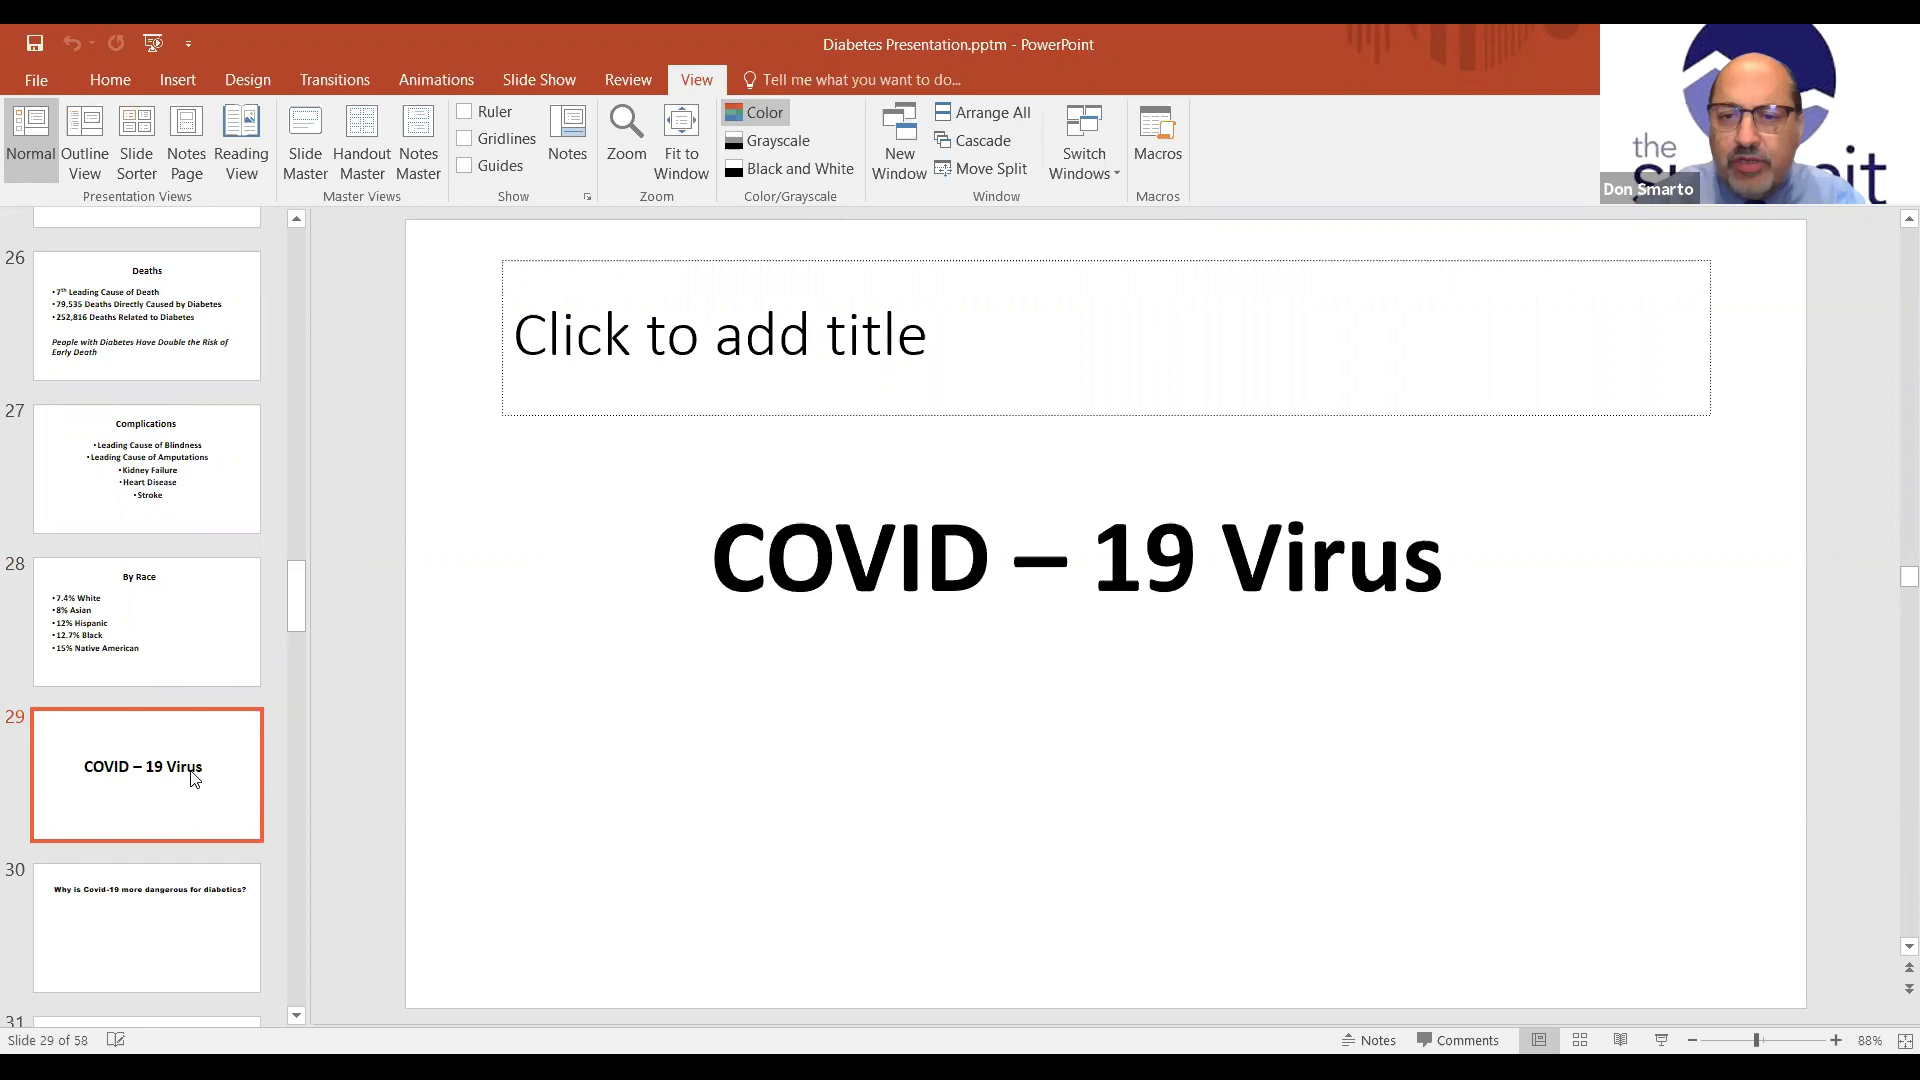 Diabetes Presentation.pptm - PowerPoint
File Home Insert Design Transitions Animations Slide Show Review View Tell me what you want to do...
Normal
Outline View
Slide Sorter
Notes Page
Reading View
Presentation Views
Slide Master
Handout Master
Notes Master
Master Views
Ruler
Gridlines
Guides
Notes
Show
Zoom
Fit to Window
Zoom
Color
Grayscale
Black and White
Color/Grayscale
New Window
Arrange All
Cascade
Move Split
Switch Windows
Window
Macros
Macros
the
Don Smarto
26
Deaths
• 7th Leading Cause of Death
• 79,535 Deaths Directly Caused by Diabetes
• 252,816 Deaths Related to Diabetes
People with Diabetes Have Double the Risk of
Early Death
27
Complications
• Leading Cause of Blindness
• Leading Cause of Amputations
• Kidney Failure
• Heart Disease
• Stroke
28
By Race
• 7.4% White
• 8% Asian
• 12% Hispanic
• 12.7% Black
• 15% Native American
29
COVID – 19 Virus
30
Why is Covid-19 more dangerous for diabetics?
31
Click to add title
COVID – 19 Virus
Slide 29 of 58
Notes
Comments
88%